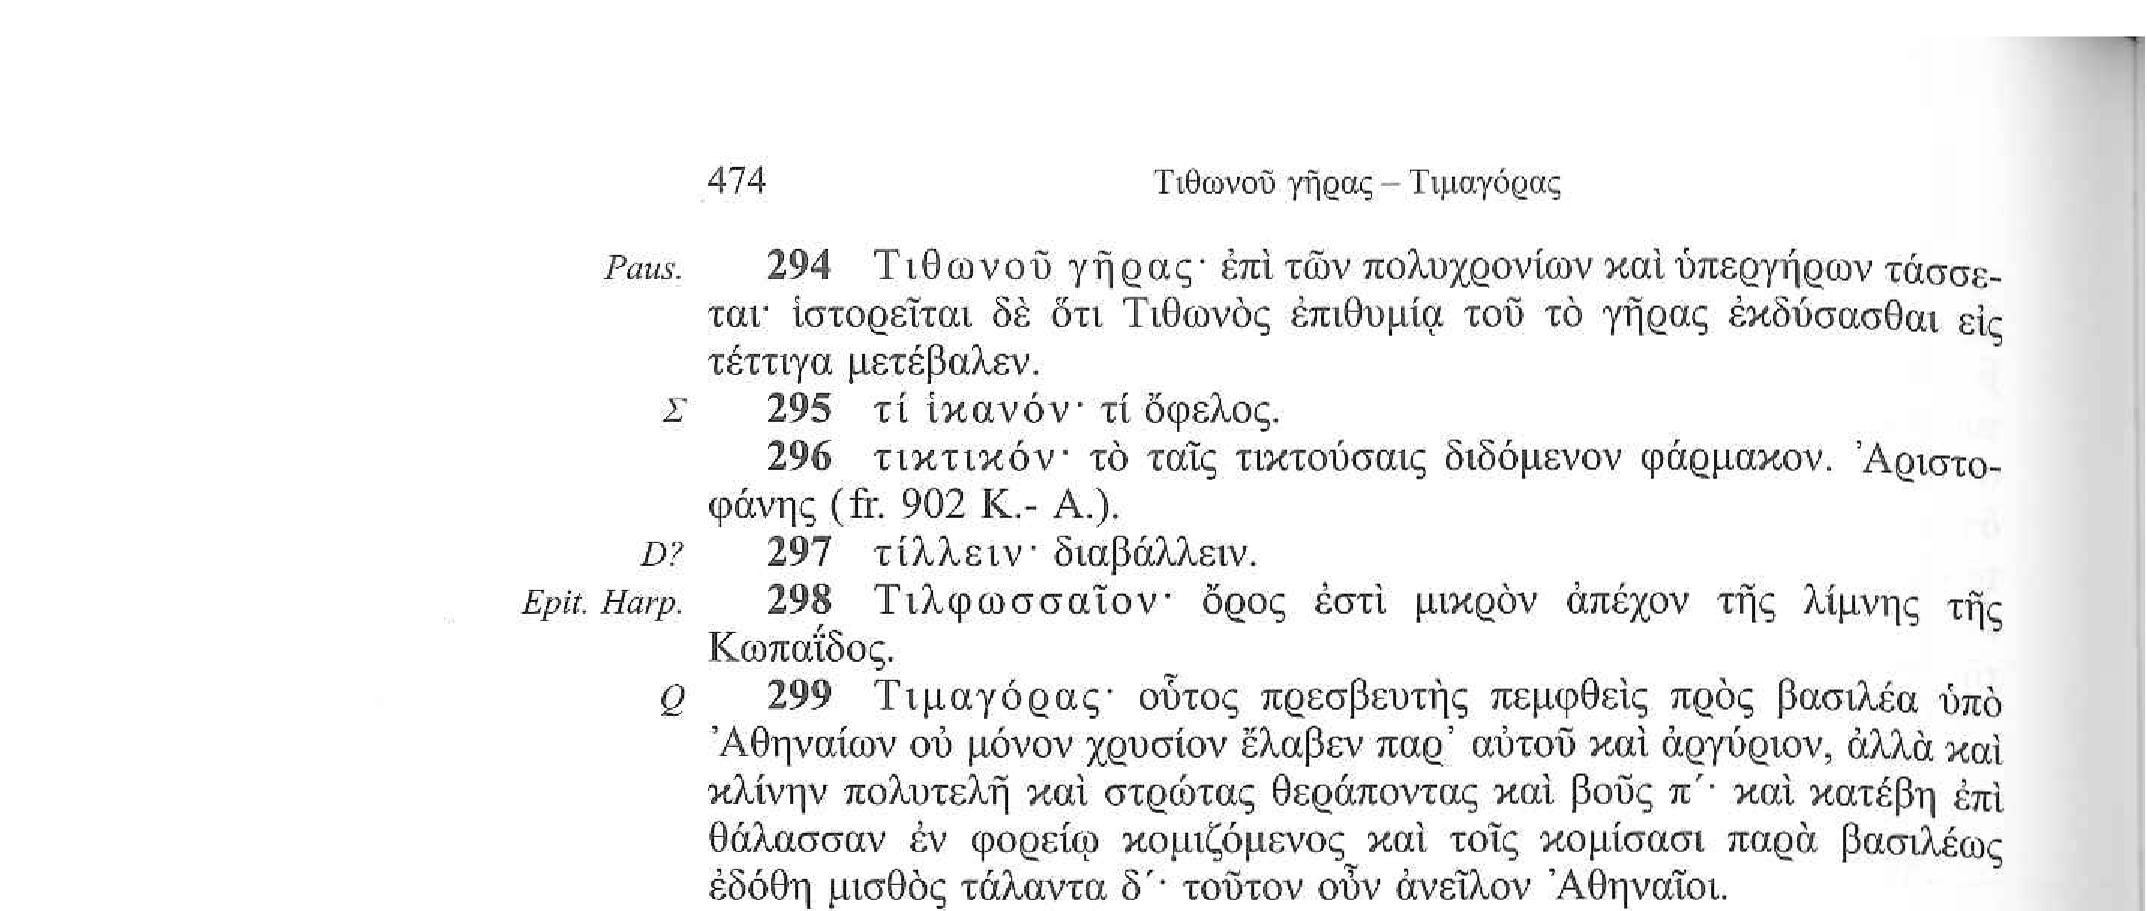 474 Τιθωνοῦ γῆρας – Τιμαγόρας
Paus. 294 Τιθωνοῦ γῆρας· ἐπὶ τῶν πολυχρονίων καὶ ὑπεργήρων τάσσε-
ται· ἱστορεῖται δὲ ὅτι Τιθωνὸς ἐπιθυμίᾳ τοῦ τὸ γῆρας ἐκδύσασθαι εἰς
τέττιγα μετέβαλεν.
Σ 295 τί ἱκανόν· τί ὄφελος.
296 τικτικόν· τὸ ταῖς τικτούσαις διδόμενον φάρμακον. Ἀριστο-
φάνης (fr. 902 K.- A.).
D? 297 τίλλειν· διαβάλλειν.
Epit. Harp. 298 Τιλφωσσαῖον· ὄρος ἐστὶ μικρὸν ἀπέχον τῆς λίμνης τῆς
Κωπαΐδος.
Q 299 Τιμαγόρας· οὗτος πρεσβευτὴς πεμφθεὶς πρὸς βασιλέα ὑπὸ
Ἀθηναίων οὐ μόνον χρυσίον ἔλαβεν παρ’ αὐτοῦ καὶ ἀργύριον, ἀλλὰ καὶ
κλίνην πολυτελῆ καὶ στρώτας θεράποντας καὶ βοῦς π´· καὶ κατέβη ἐπὶ
θάλασσαν ἐν φορείῳ κομιζόμενος καὶ τοῖς κομίσασι παρὰ βασιλέως
ἐδόθη μισθὸς τάλαντα δ´· τοῦτον οὖν ἀνεῖλον Ἀθηναῖοι.